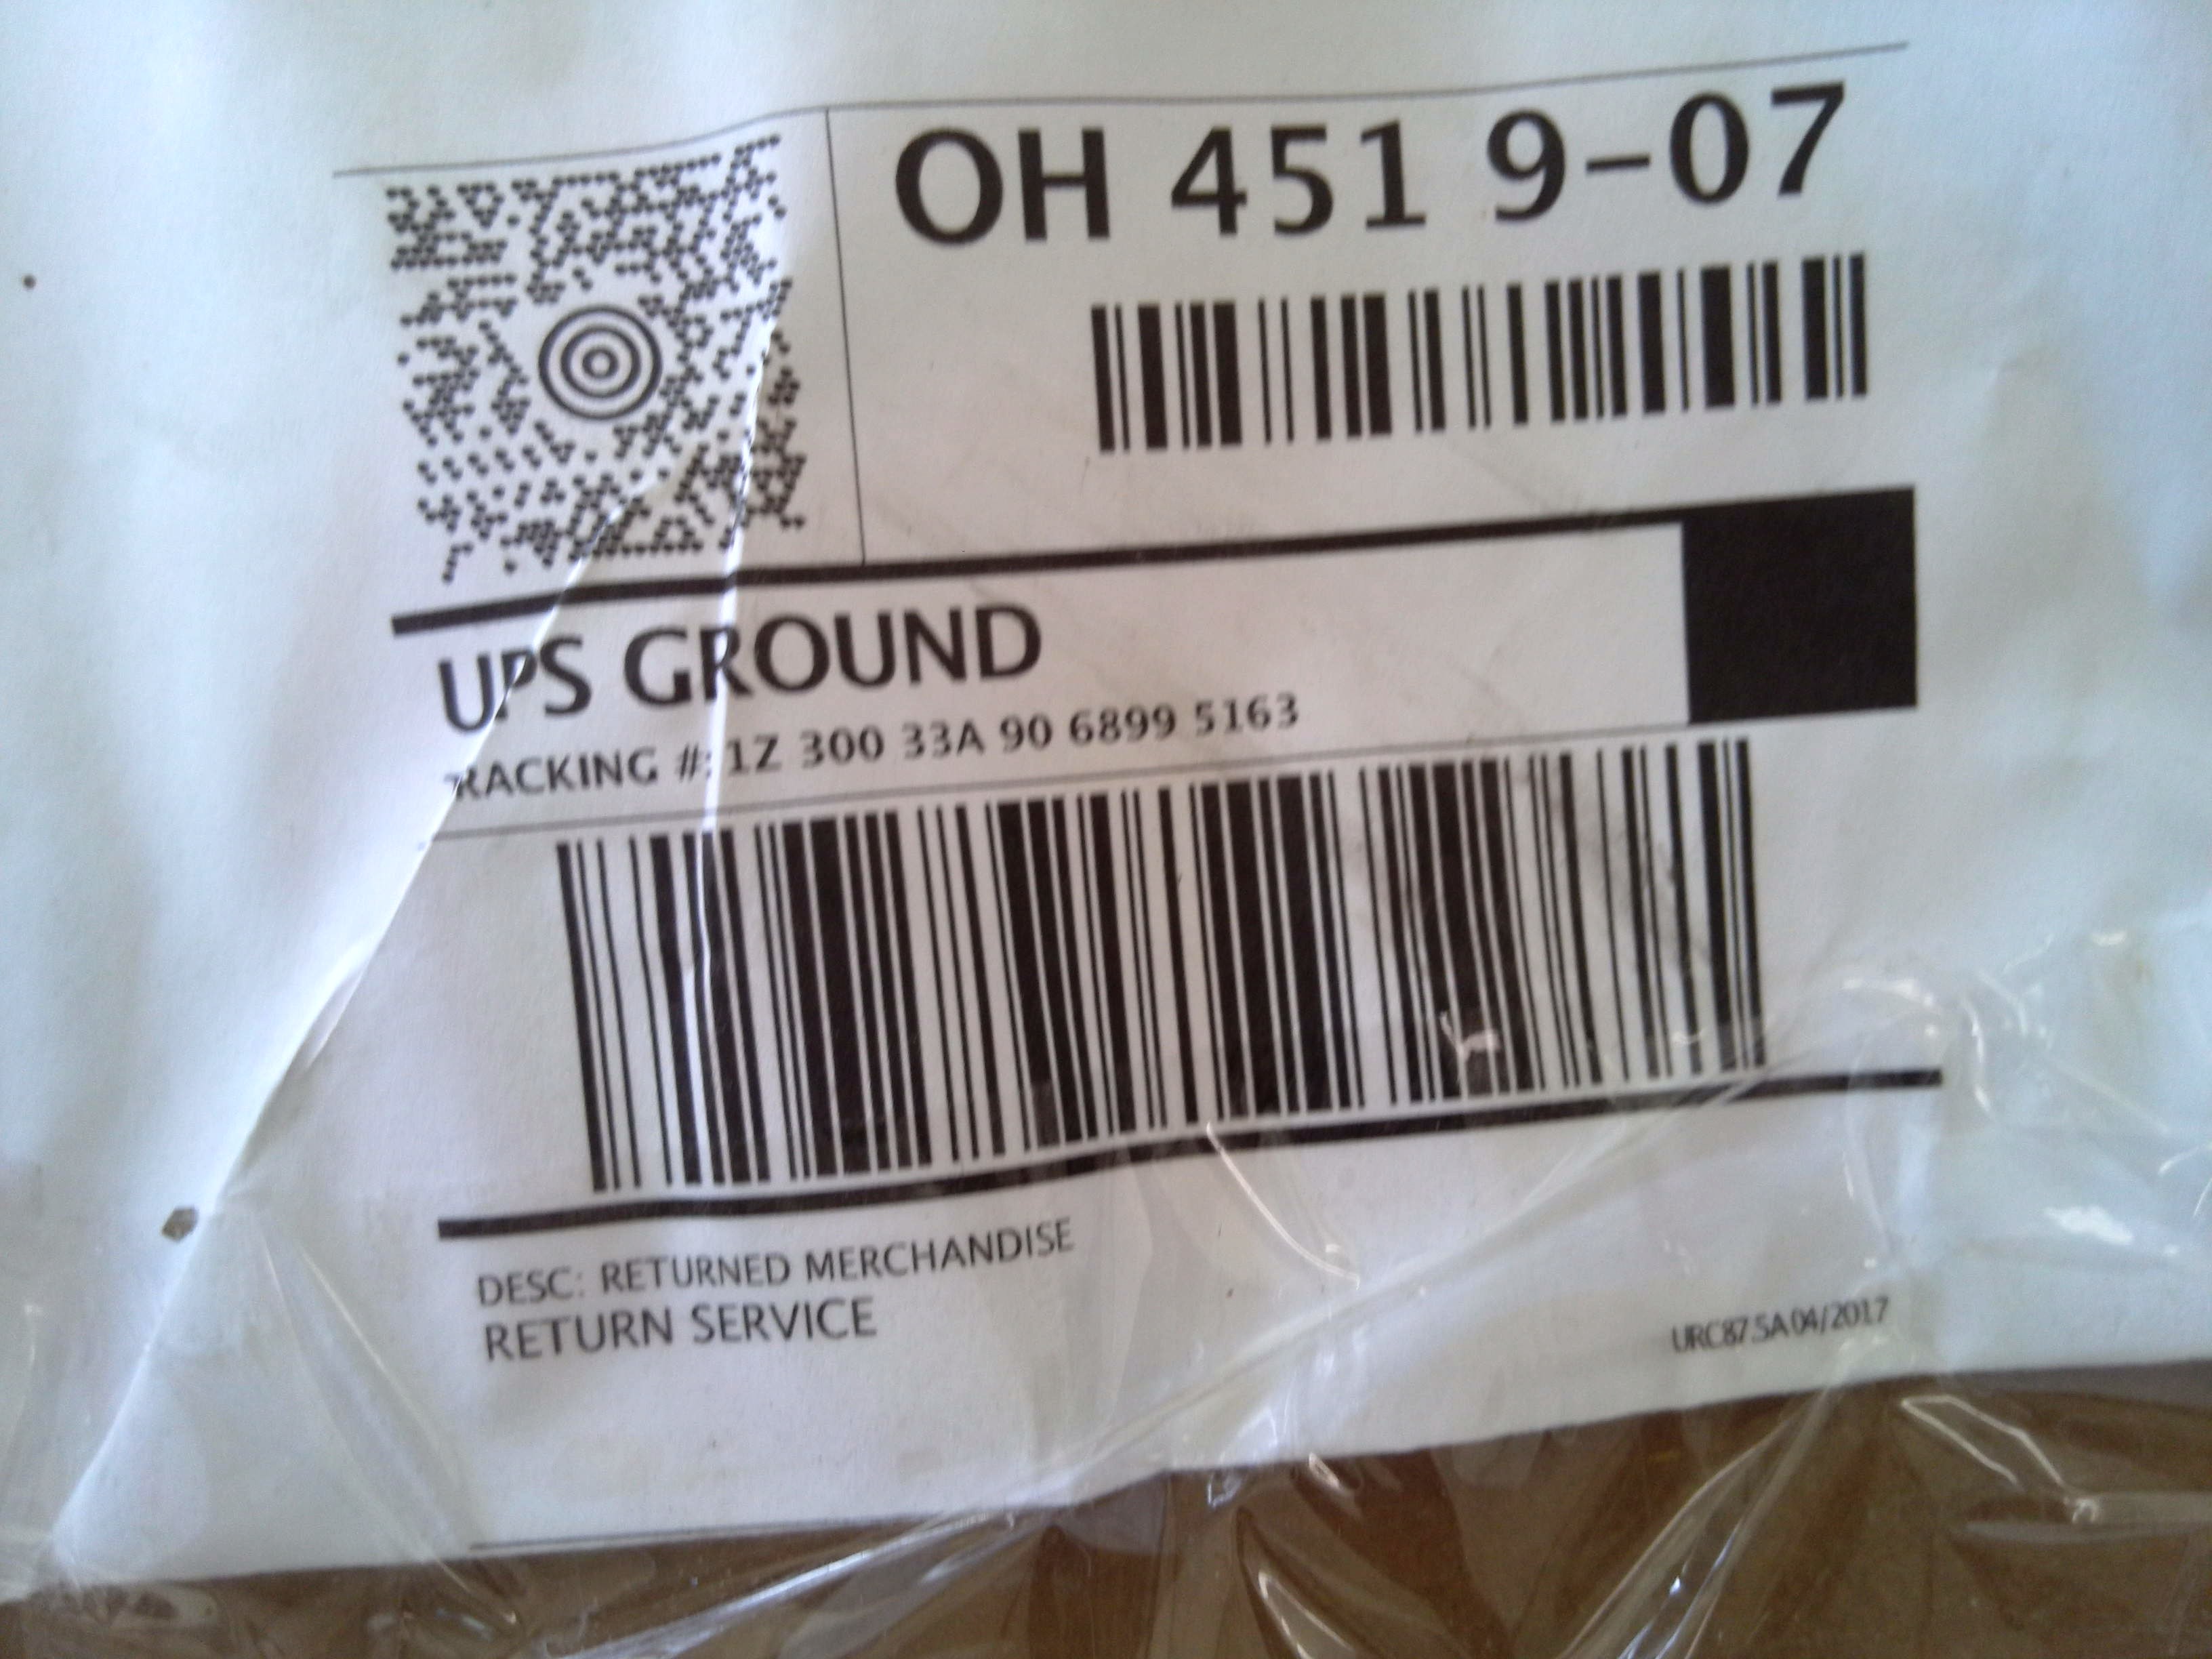 OH 451 9-07
UPS GROUND
TRACKING #: 1Z 300 33A 90 6899 5163
DESC: RETURNED MERCHANDISE
RETURN SERVICE
URC87.5A 04/2017